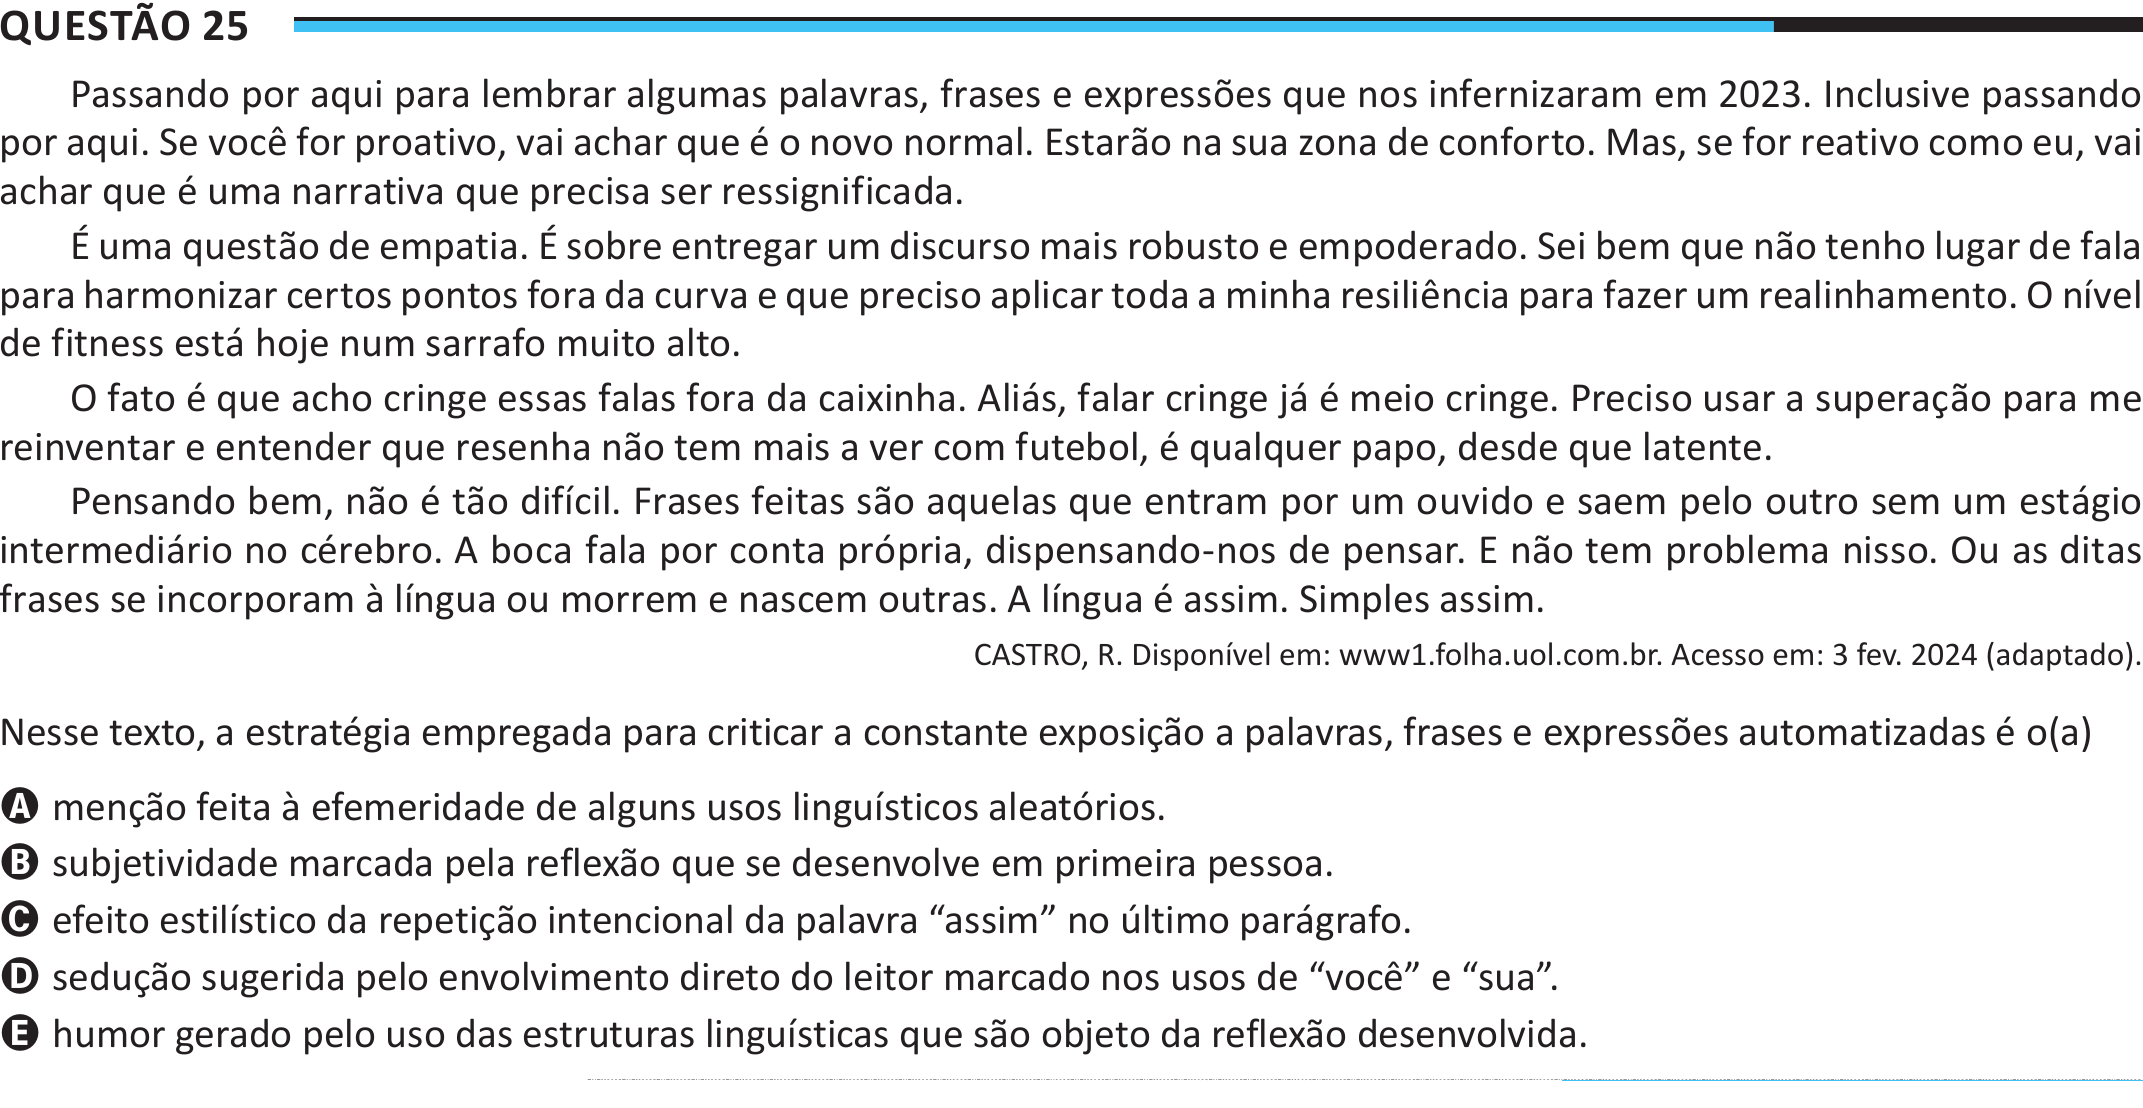 QUESTÃO 25
Passando por aqui para lembrar algumas palavras, frases e expressões que nos infernizaram em 2023. Inclusive passando
por aqui. Se você for proativo, vai achar que é o novo normal. Estarão na sua zona de conforto. Mas, se for reativo como eu, vai
achar que é uma narrativa que precisa ser ressignificada.
É uma questão de empatia. É sobre entregar um discurso mais robusto e empoderado. Sei bem que não tenho lugar de fala
para harmonizar certos pontos fora da curva e que preciso aplicar toda a minha resiliência para fazer um realinhamento. O nível
de fitness está hoje num sarrafo muito alto.
O fato é que acho cringe essas falas fora da caixinha. Aliás, falar cringe já é meio cringe. Preciso usar a superação para me
reinventar e entender que resenha não tem mais a ver com futebol, é qualquer papo, desde que latente.
Pensando bem, não é tão difícil. Frases feitas são aquelas que entram por um ouvido e saem pelo outro sem um estágio
intermediário no cérebro. A boca fala por conta própria, dispensando-nos de pensar. E não tem problema nisso. Ou as ditas
frases se incorporam à língua ou morrem e nascem outras. A língua é assim. Simples assim.
CASTRO, R. Disponível em: www1.folha.uol.com.br. Acesso em: 3 fev. 2024 (adaptado).
Nesse texto, a estratégia empregada para criticar a constante exposição a palavras, frases e expressões automatizadas é o(a)
A menção feita à efemeridade de alguns usos linguísticos aleatórios.
B subjetividade marcada pela reflexão que se desenvolve em primeira pessoa.
C efeito estilístico da repetição intencional da palavra “assim” no último parágrafo.
D sedução sugerida pelo envolvimento direto do leitor marcado nos usos de “você” e “sua”.
E humor gerado pelo uso das estruturas linguísticas que são objeto da reflexão desenvolvida.